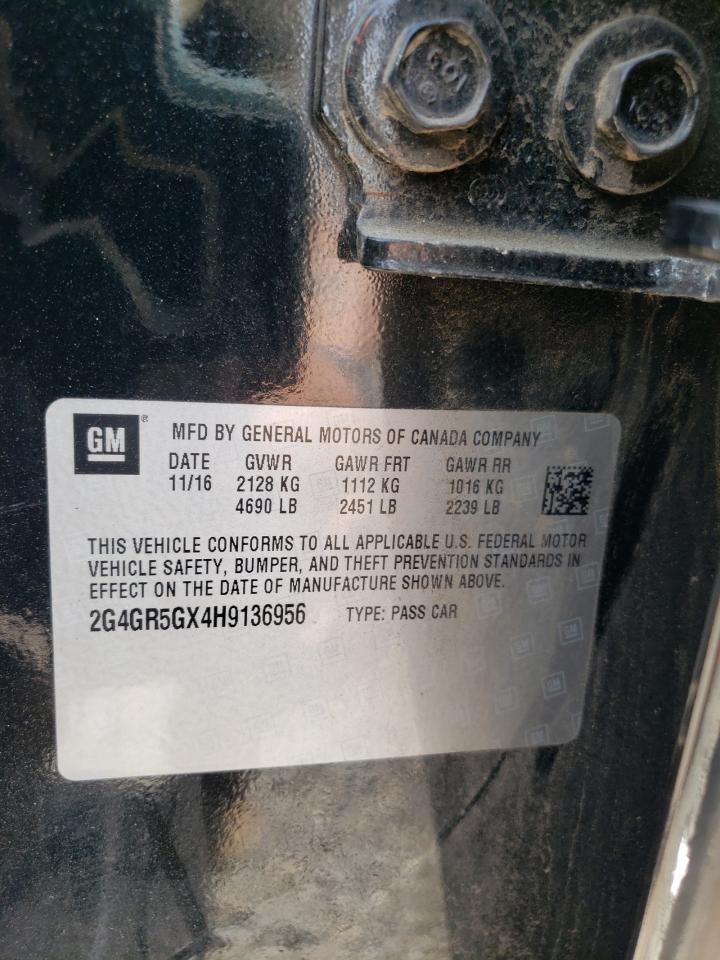 GM ® MFD BY GENERAL MOTORS OF CANADA COMPANY
DATE GVWR GAWR FRT GAWR RR
11/16 2128 KG 1112 KG 1016 KG
4690 LB 2451 LB 2239 LB
THIS VEHICLE CONFORMS TO ALL APPLICABLE U.S. FEDERAL MOTOR
VEHICLE SAFETY, BUMPER, AND THEFT PREVENTION STANDARDS IN
EFFECT ON THE DATE OF MANUFACTURE SHOWN ABOVE.
2G4GR5GX4H9136956 TYPE: PASS CAR